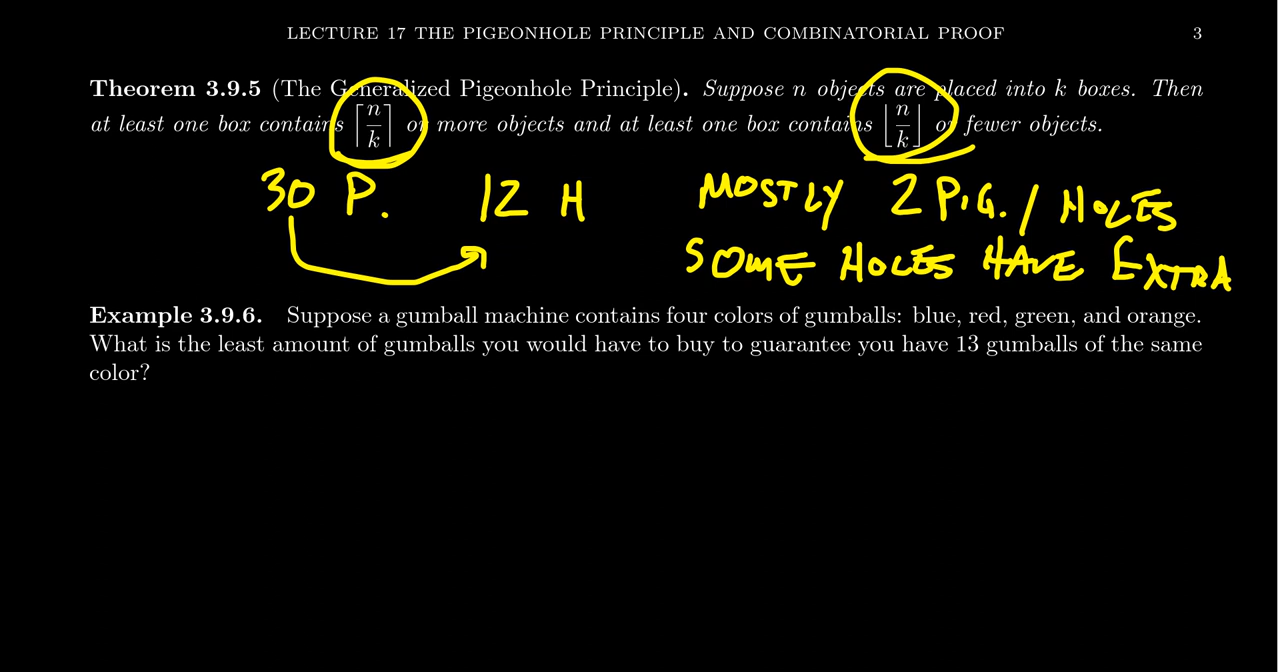 LECTURE 17 THE PIGEONHOLE PRINCIPLE AND COMBINATORIAL PROOF 3
Theorem 3.9.5 (The Generalized Pigeonhole Principle). Suppose n objects are placed into k boxes. Then
at least one box contains ⌈n/k⌉ or more objects and at least one box contains ⌊n/k⌋ or fewer objects.
30 P. 12 H MOSTLY 2 PIG. / HOLES
SOME HOLES HAVE EXTRA
Example 3.9.6. Suppose a gumball machine contains four colors of gumballs: blue, red, green, and orange.
What is the least amount of gumballs you would have to buy to guarantee you have 13 gumballs of the same
color?